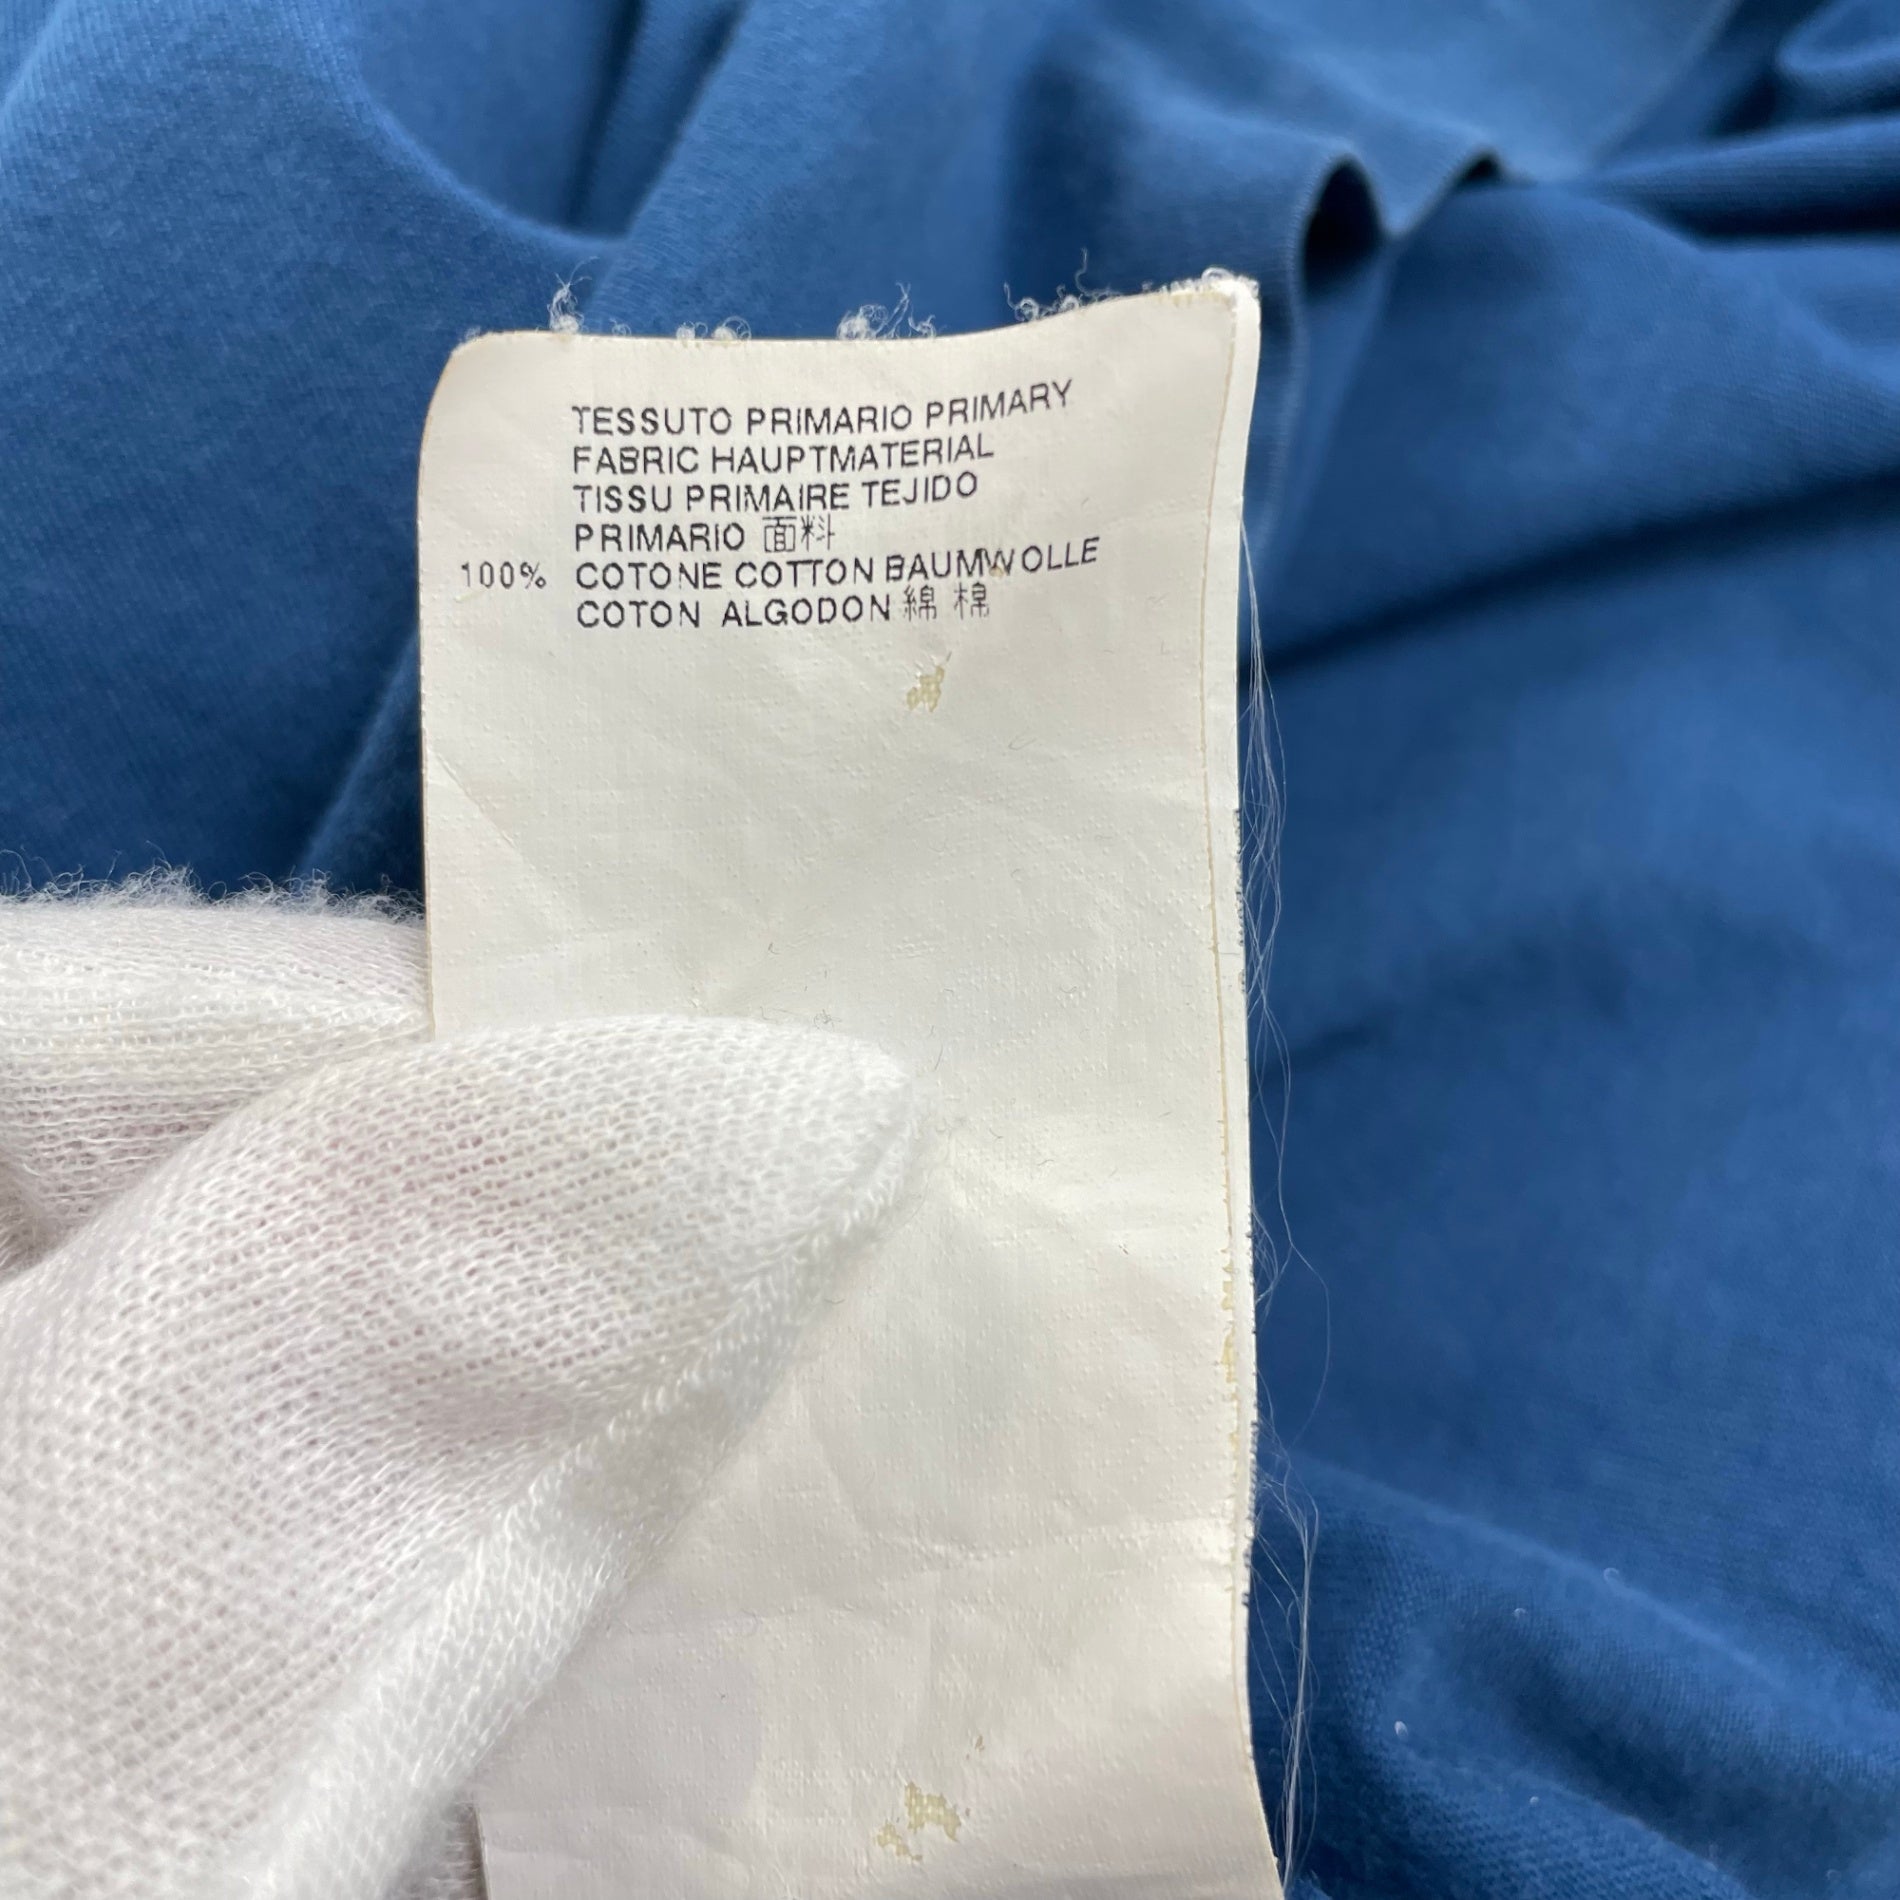 TESSUTO PRIMARIO PRIMARY
FABRIC HAUPTMATERIAL
TISSU PRIMAIRE TEJIDO
PRIMARIO 面料
100% COTONE COTTON BAUMWOLLE
COTON ALGODON 綿 棉